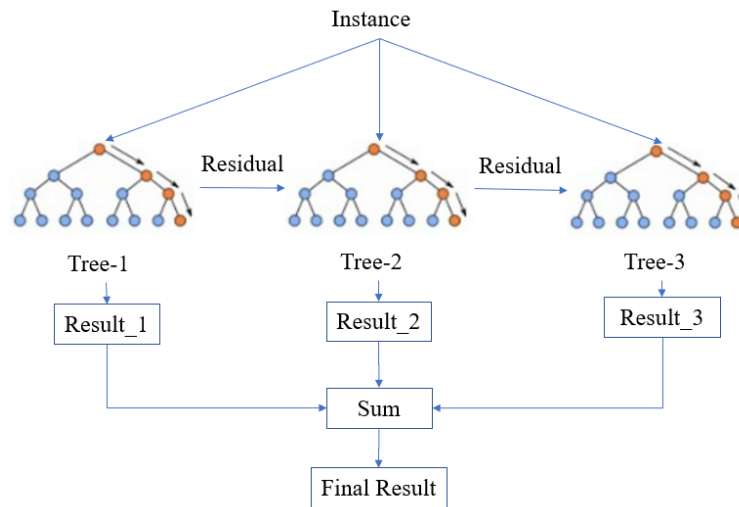 Instance
Residual
Residual
Tree-1
Tree-2
Tree-3
Result_1
Result_2
Result_3
Sum
Final Result